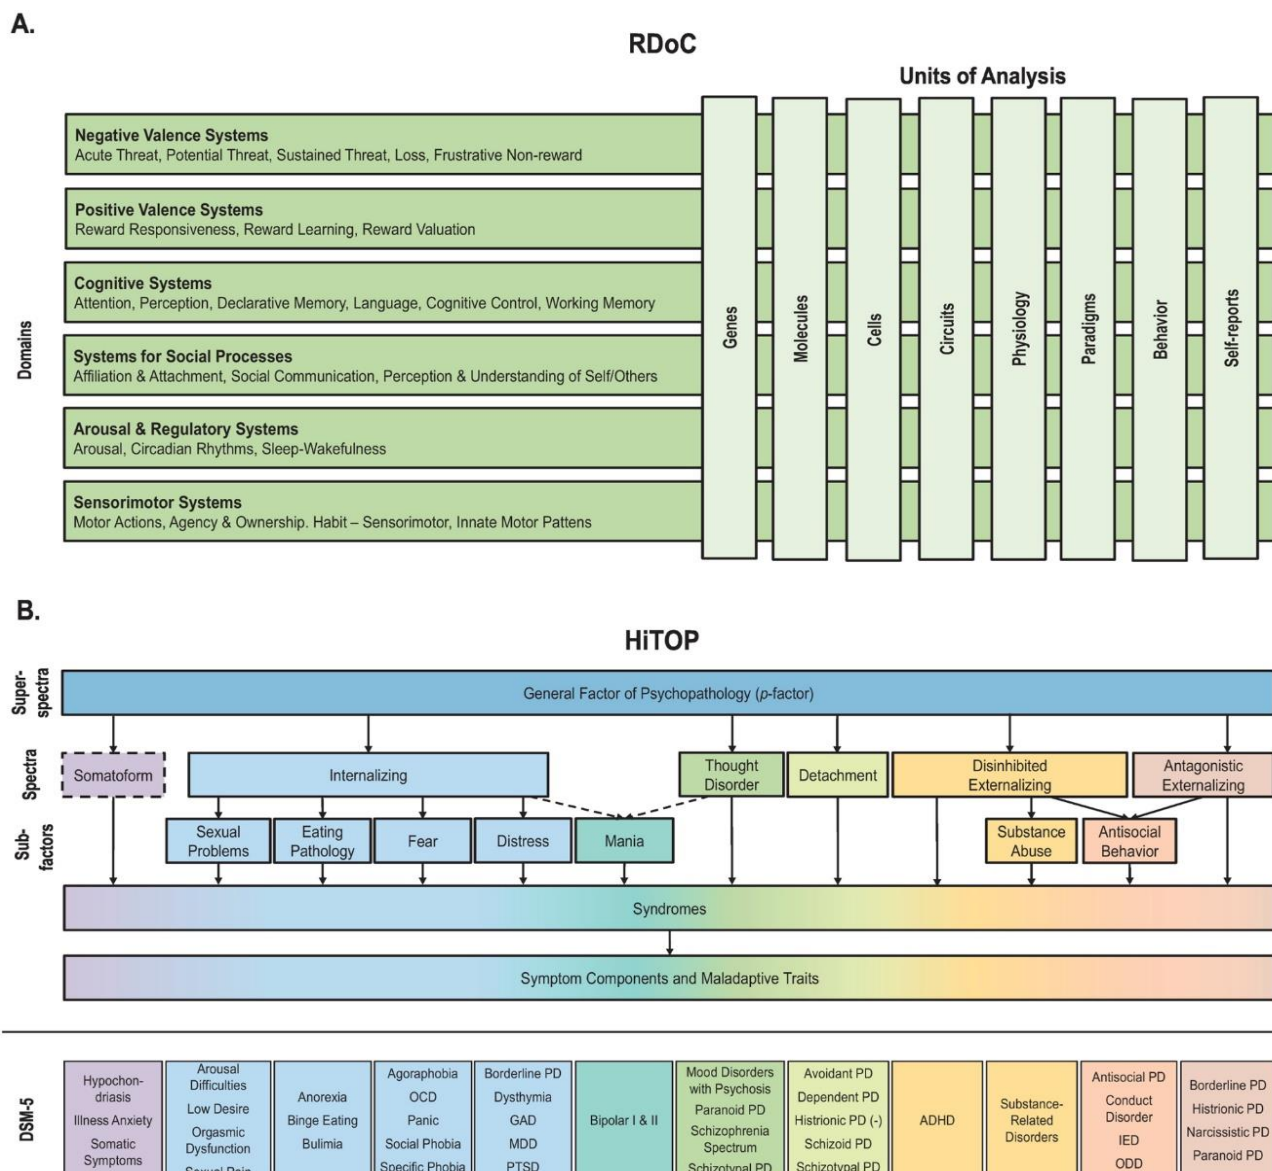 A.
RDoC
Units of Analysis
Domains
Negative Valence Systems
Acute Threat, Potential Threat, Sustained Threat, Loss, Frustrative Non-reward
Positive Valence Systems
Reward Responsiveness, Reward Learning, Reward Valuation
Cognitive Systems
Attention, Perception, Declarative Memory, Language, Cognitive Control, Working Memory
Systems for Social Processes
Affiliation & Attachment, Social Communication, Perception & Understanding of Self/Others
Arousal & Regulatory Systems
Arousal, Circadian Rhythms, Sleep-Wakefulness
Sensorimotor Systems
Motor Actions, Agency & Ownership. Habit – Sensorimotor, Innate Motor Pattens
Genes
Molecules
Cells
Circuits
Physiology
Paradigms
Behavior
Self-reports
B.
HiTOP
Super-
spectra
General Factor of Psychopathology (p-factor)
Spectra
Somatoform
Internalizing
Thought
Disorder
Detachment
Disinhibited
Externalizing
Antagonistic
Externalizing
Sub-
factors
Sexual
Problems
Eating
Pathology
Fear
Distress
Mania
Substance
Abuse
Antisocial
Behavior
Syndromes
Symptom Components and Maladaptive Traits
DSM-5
Hypochon-
driasis
Illness Anxiety
Somatic
Symptoms
Arousal
Difficulties
Low Desire
Orgasmic
Dysfunction
Sexual Pain
Anorexia
Binge Eating
Bulimia
Agoraphobia
OCD
Panic
Social Phobia
Specific Phobia
Borderline PD
Dysthymia
GAD
MDD
PTSD
Bipolar I & II
Mood Disorders
with Psychosis
Paranoid PD
Schizophrenia
Spectrum
Schizotypal PD
Avoidant PD
Dependent PD
Histrionic PD (-)
Schizoid PD
Schizotypal PD
ADHD
Substance-
Related
Disorders
Antisocial PD
Conduct
Disorder
IED
ODD
Borderline PD
Histrionic PD
Narcissistic PD
Paranoid PD